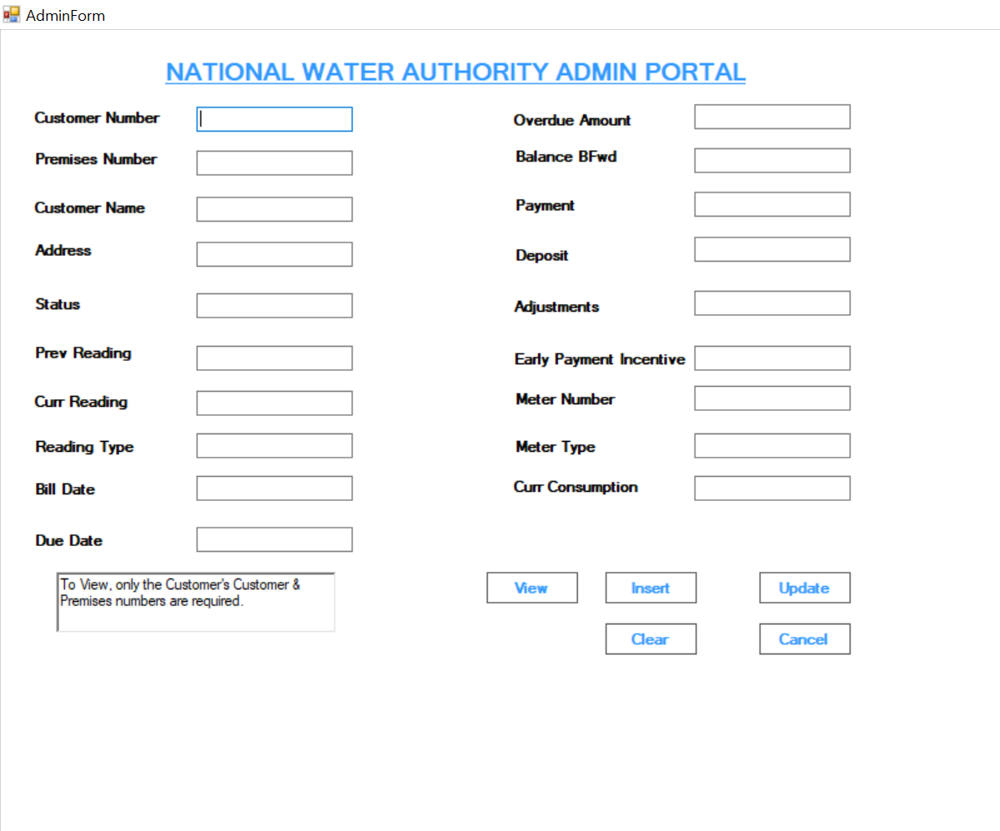 AdminForm
NATIONAL WATER AUTHORITY ADMIN PORTAL
Customer Number
Premises Number
Customer Name
Address
Status
Prev Reading
Curr Reading
Reading Type
Bill Date
Due Date
To View, only the Customer's Customer &
Premises numbers are required.
Overdue Amount
Balance BFwd
Payment
Deposit
Adjustments
Early Payment Incentive
Meter Number
Meter Type
Curr Consumption
View
Insert
Update
Clear
Cancel